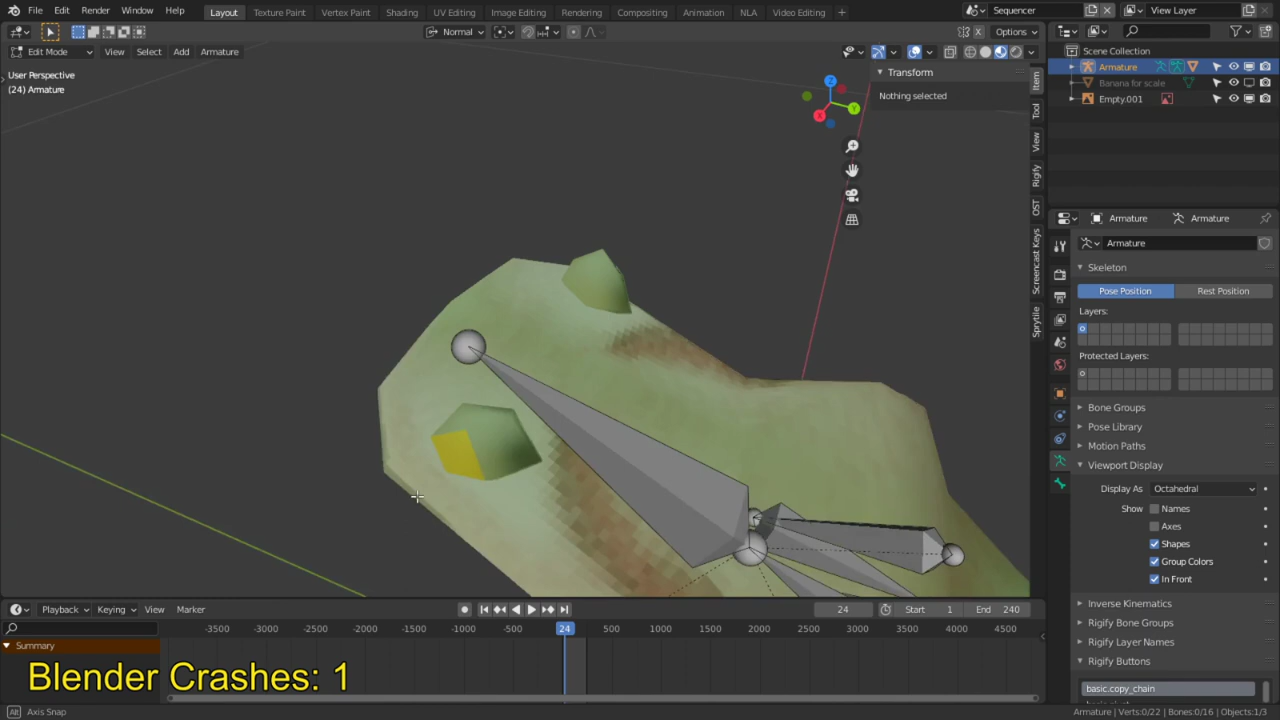 File Edit Render Window Help Layout Texture Paint Vertex Paint Shading UV Editing Image Editing Rendering Compositing Animation NLA Video Editing + Sequencer View Layer
Normal Options
Edit Mode View Select Add Armature
User Perspective
(24) Armature
Transform
Nothing selected
Item
Tool
View
Rigify
OST
Screencast Keys
Sprytile
Z
Y
X
Scene Collection
Armature
Banana for scale
Empty.001
Armature Armature
Armature
Skeleton
Pose Position Rest Position
Layers:
Protected Layers:
Bone Groups
Pose Library
Motion Paths
Viewport Display
Display As Octahedral
Show Names
Axes
Shapes
Group Colors
In Front
Inverse Kinematics
Rigify Bone Groups
Rigify Layer Names
Rigify Buttons
basic.copy_chain
Playback Keying View Marker 24 Start 1 End 240
-3500 -3000 -2500 -2000 -1500 -1000 -500 24 500 1000 1500 2000 2500 3000 3500 4000 4500
Summary
Blender Crashes: 1
Alt Axis Snap
Armature | Verts:0/22 | Bones:0/16 | Objects:1/3